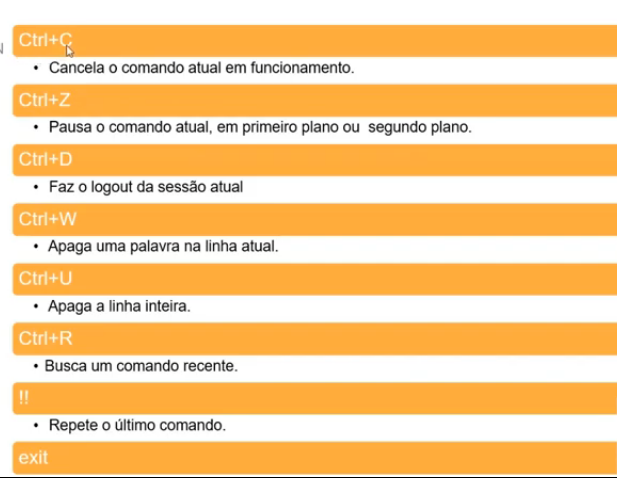 Ctrl+C
• Cancela o comando atual em funcionamento.
Ctrl+Z
• Pausa o comando atual, em primeiro plano ou segundo plano.
Ctrl+D
• Faz o logout da sessão atual
Ctrl+W
• Apaga uma palavra na linha atual.
Ctrl+U
• Apaga a linha inteira.
Ctrl+R
• Busca um comando recente.
!!
• Repete o último comando.
exit